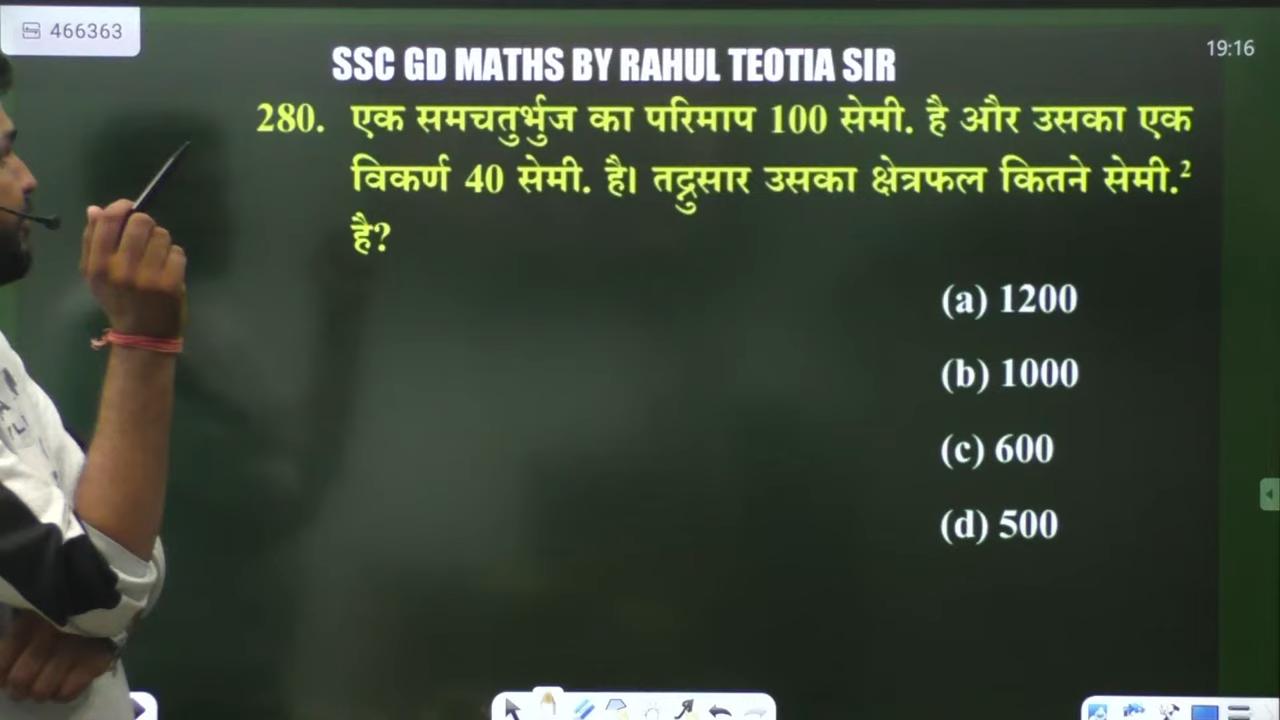 466363
19:16
SSC GD MATHS BY RAHUL TEOTIA SIR
280. एक समचतुर्भुज का परिमाप 100 सेमी. है और उसका एक
विकर्ण 40 सेमी. है। तद्नुसार उसका क्षेत्रफल कितने सेमी.²
है?
(a) 1200
(b) 1000
(c) 600
(d) 500